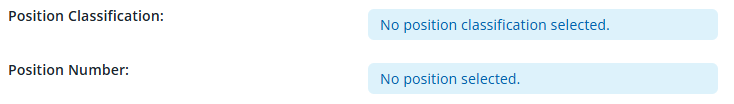 Position Classification:
No position classification selected.
Position Number:
No position selected.